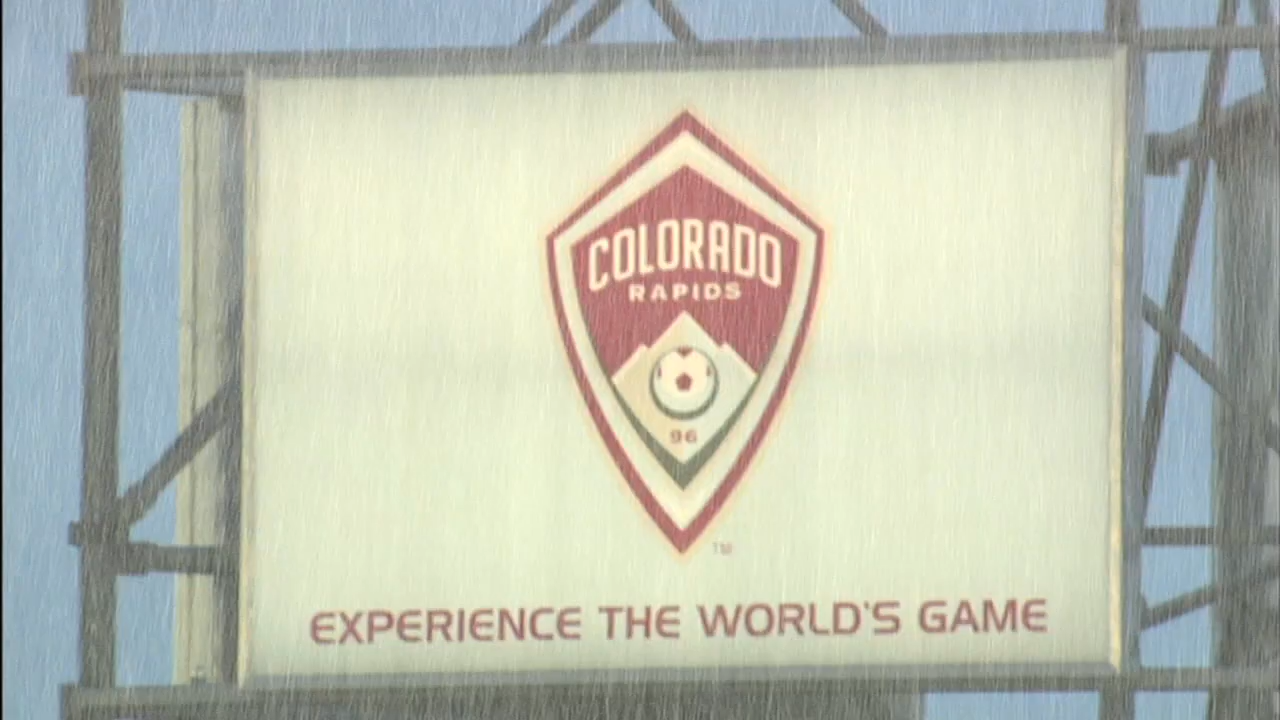 COLORADO
RAPIDS
96
TM
EXPERIENCE THE WORLD'S GAME